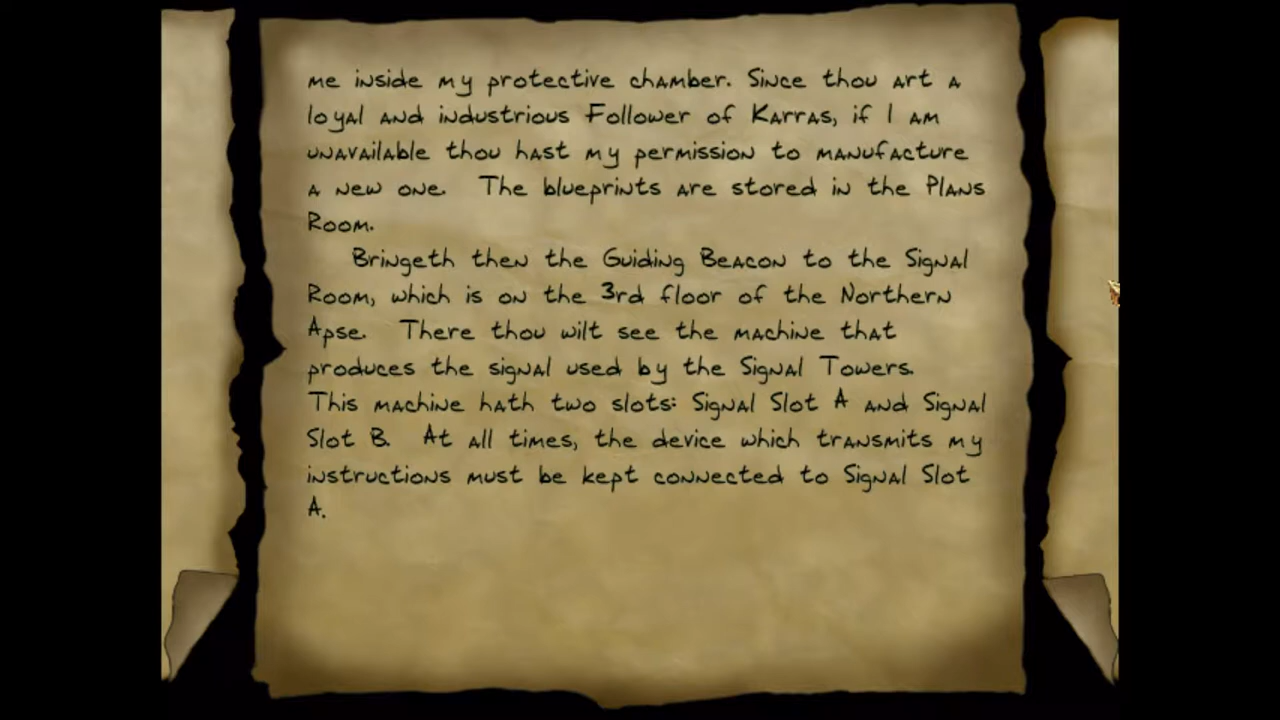 me inside my protective chamber. Since thou art a
loyal and industrious Follower of Karras, if I am
unavailable thou hast my permission to manufacture
a new one. The blueprints are stored in the Plans
Room.
Bringeth then the Guiding Beacon to the Signal
Room, which is on the 3rd floor of the Northern
Apse. There thou wilt see the machine that
produces the signal used by the Signal Towers.
This machine hath two slots: Signal Slot A and Signal
Slot B. At all times, the device which transmits my
instructions must be kept connected to Signal Slot
A.